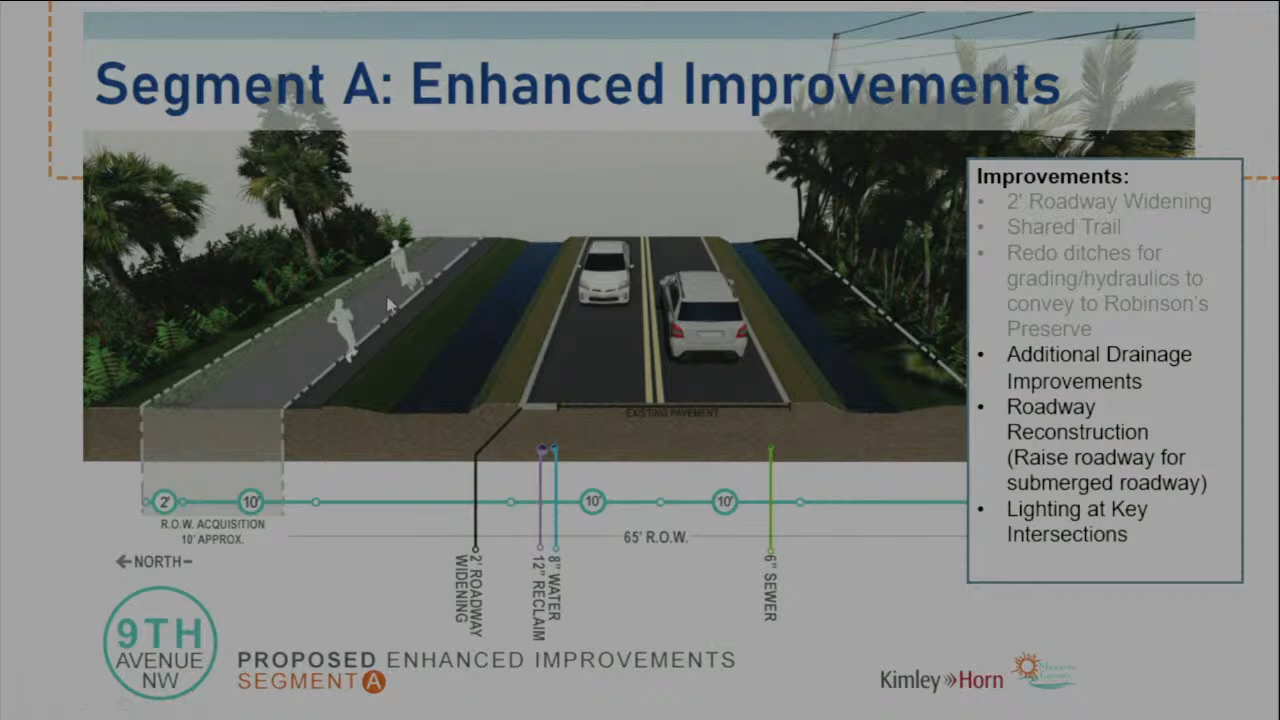 Segment A: Enhanced Improvements
Improvements:
• 2' Roadway Widening
• Shared Trail
• Redo ditches for
grading/hydraulics to
convey to Robinson's
Preserve
• Additional Drainage
Improvements
• Roadway
Reconstruction
(Raise roadway for
submerged roadway)
• Lighting at Key
Intersections
EXISTING PAVEMENT
2' 10' 10' 10'
R.O.W. ACQUISITION
10' APPROX.
65' R.O.W.
NORTH
2' ROADWAY
WIDENING
12" RECLAIM
8" WATER
6" SEWER
9TH
AVENUE
NW
PROPOSED ENHANCED IMPROVEMENTS
SEGMENT A
Kimley»Horn